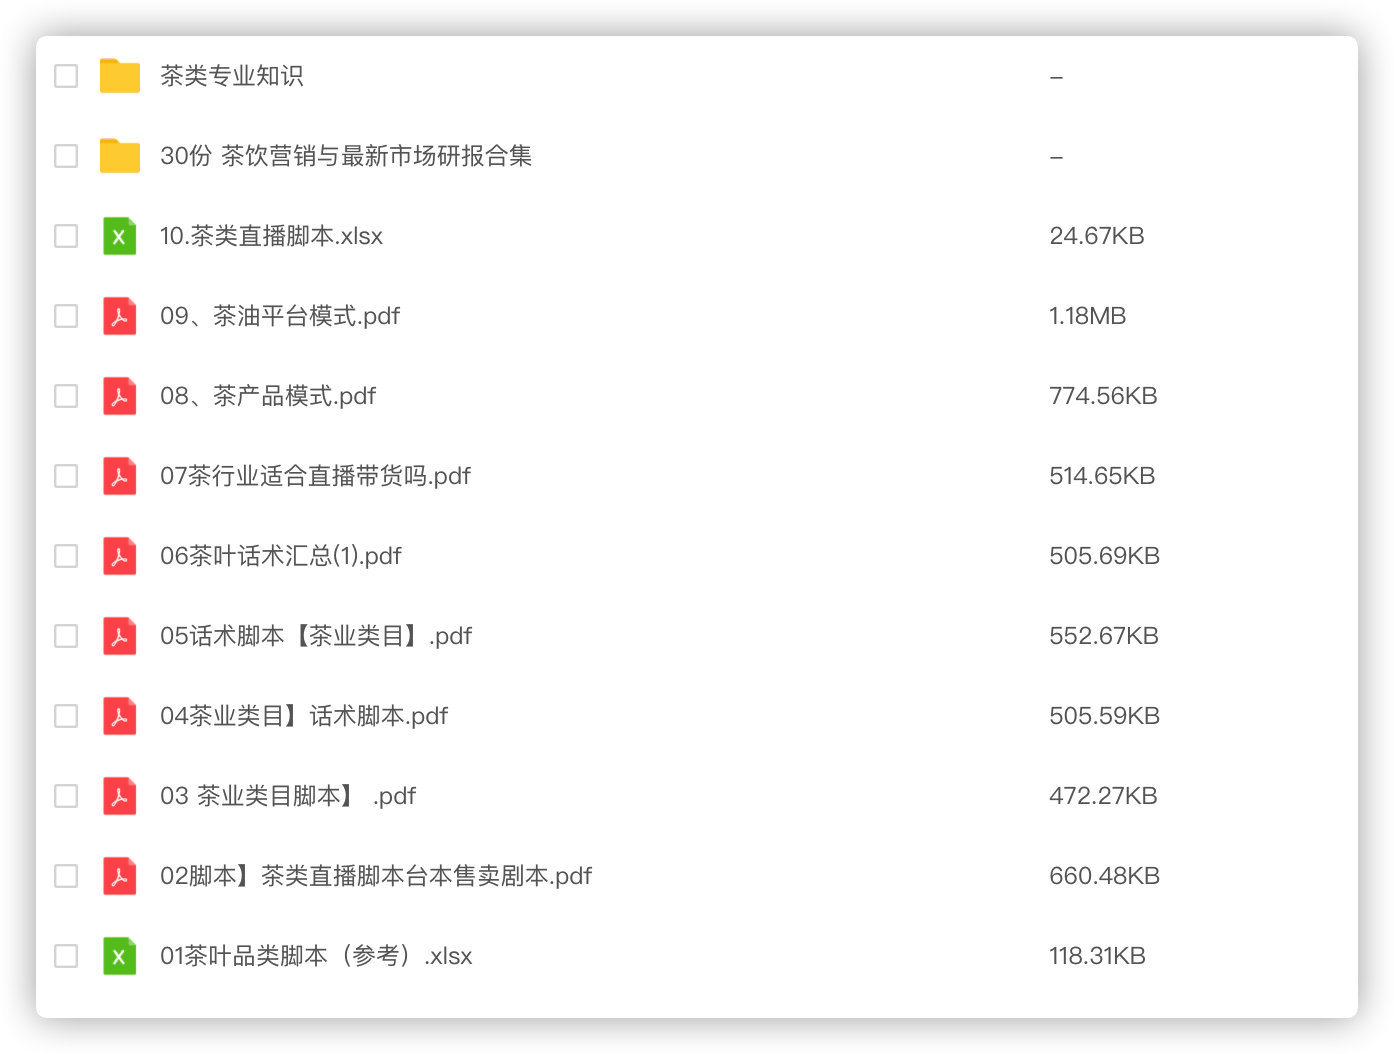 茶类专业知识 –
30份 茶饮营销与最新市场研报合集 –
10.茶类直播脚本.xlsx 24.67KB
09、茶油平台模式.pdf 1.18MB
08、茶产品模式.pdf 774.56KB
07茶行业适合直播带货吗.pdf 514.65KB
06茶叶话术汇总(1).pdf 505.69KB
05话术脚本【茶业类目】.pdf 552.67KB
04茶业类目】话术脚本.pdf 505.59KB
03 茶业类目脚本】 .pdf 472.27KB
02脚本】茶类直播脚本台本售卖剧本.pdf 660.48KB
01茶叶品类脚本（参考）.xlsx 118.31KB